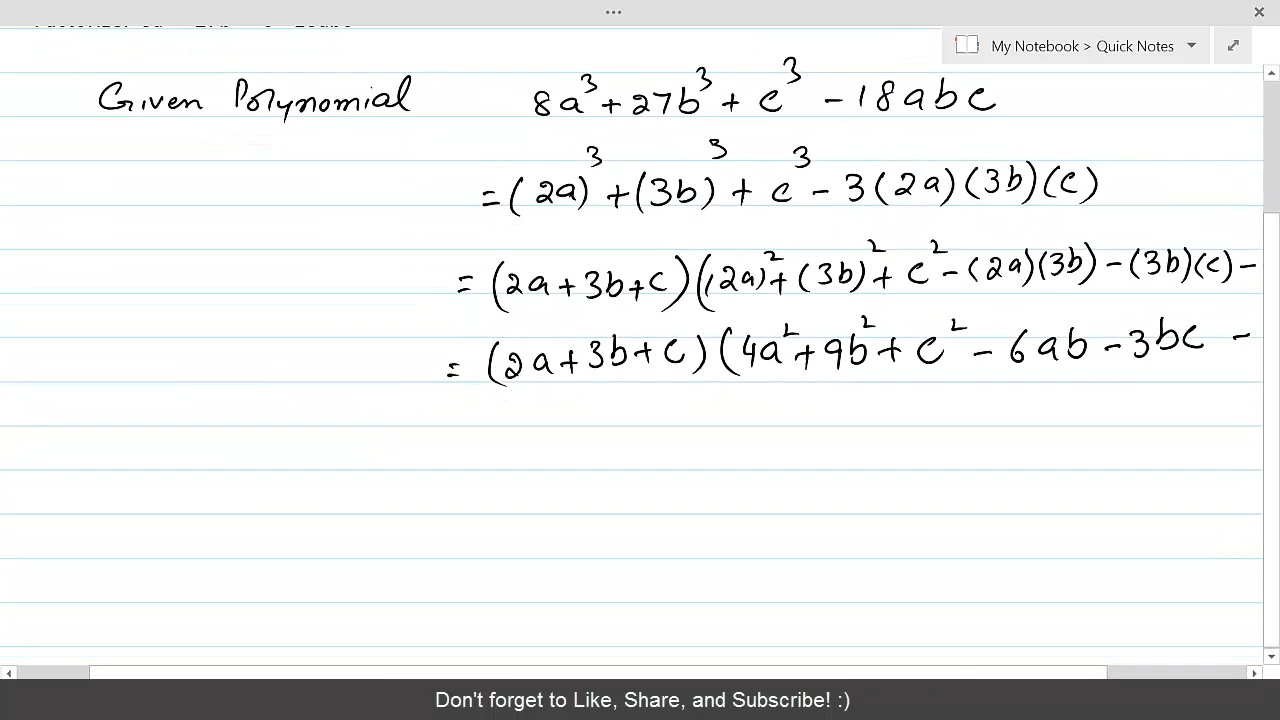 My Notebook > Quick Notes
Given Polynomial 8a³ + 27b³ + c³ - 18abc
= (2a)³ + (3b)³ + c³ - 3(2a)(3b)(c)
= (2a + 3b + c)((2a)² + (3b)² + c² - (2a)(3b) - (3b)(c) -
= (2a + 3b + c)(4a² + 9b² + c² - 6ab - 3bc -
Don't forget to Like, Share, and Subscribe! :)